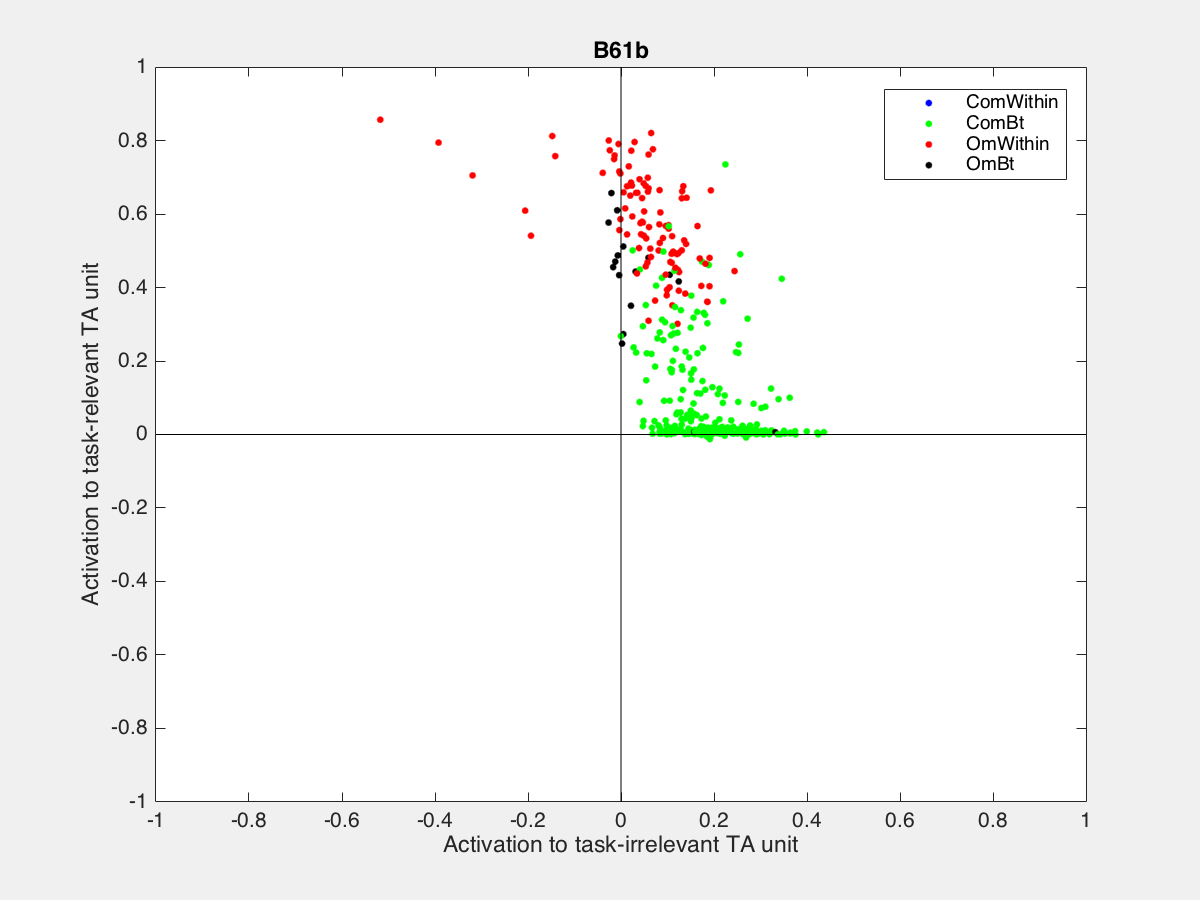 B61b
1
0.8
0.6
0.4
0.2
0
-0.2
-0.4
-0.6
-0.8
-1
Activation to task-relevant TA unit
ComWithin
ComBt
OmWithin
OmBt
-1 -0.8 -0.6 -0.4 -0.2 0 0.2 0.4 0.6 0.8 1
Activation to task-irrelevant TA unit